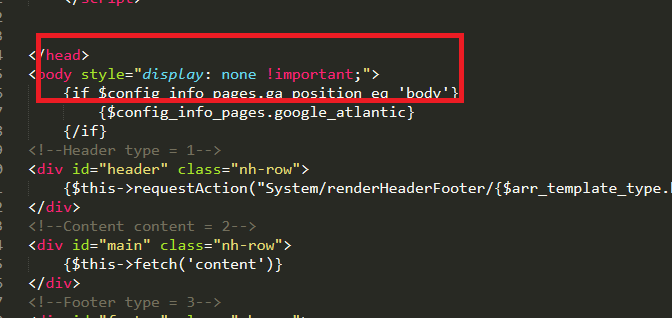 </script>
</head>
<body style="display: none !important;">
{if $config_info_pages.ga_position eq 'body'}
{$config_info_pages.google_atlantic}
{/if}
<!--Header type = 1-->
<div id="header" class="nh-row">
{$this->requestAction("System/renderHeaderFooter/{$arr_template_type.
</div>
<!--Content content = 2-->
<div id="main" class="nh-row">
{$this->fetch('content')}
</div>
<!--Footer type = 3-->